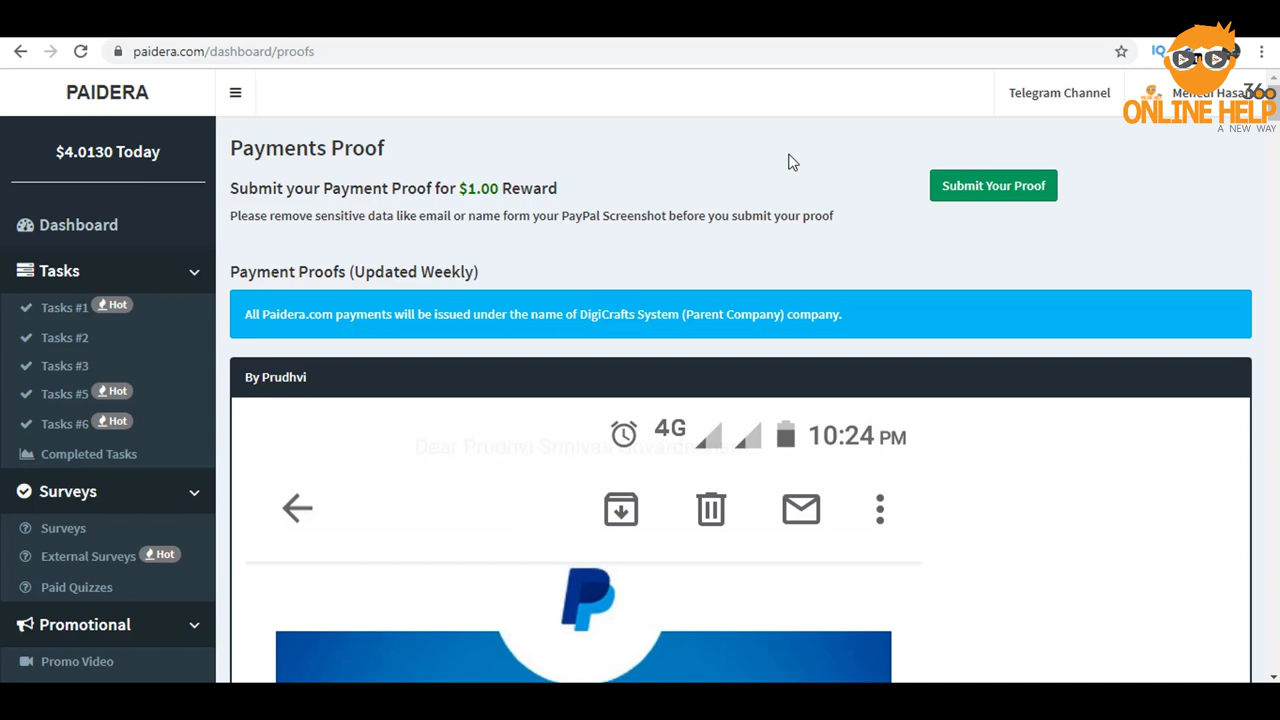 paidera.com/dashboard/proofs
PAIDERA
Telegram Channel
360
ONLINE HELP
A NEW WAY
$4.0130 Today
Payments Proof
Submit your Payment Proof for $1.00 Reward
Submit Your Proof
Please remove sensitive data like email or name form your PayPal Screenshot before you submit your proof
Dashboard
Tasks
Payment Proofs (Updated Weekly)
Tasks #1 Hot
All Paidera.com payments will be issued under the name of DigiCrafts System (Parent Company) company.
Tasks #2
Tasks #3
By Prudhvi
Tasks #5 Hot
Tasks #6 Hot
4G 10:24 PM
Dear Prudhvi
Completed Tasks
Surveys
Surveys
External Surveys Hot
Paid Quizzes
Promotional
Promo Video